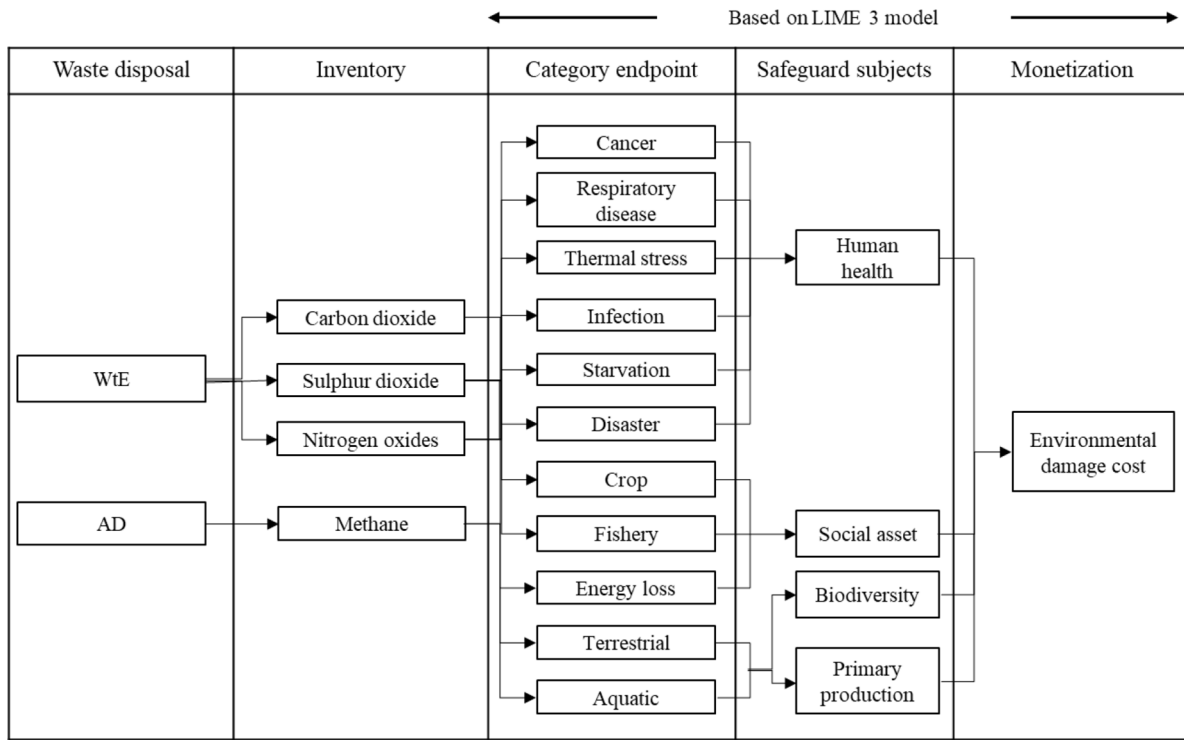 Based on LIME 3 model
Waste disposal
Inventory
Category endpoint
Safeguard subjects
Monetization
WtE
AD
Carbon dioxide
Sulphur dioxide
Nitrogen oxides
Methane
Cancer
Respiratory
disease
Thermal stress
Infection
Starvation
Disaster
Crop
Fishery
Energy loss
Terrestrial
Aquatic
Human
health
Social asset
Biodiversity
Primary
production
Environmental
damage cost